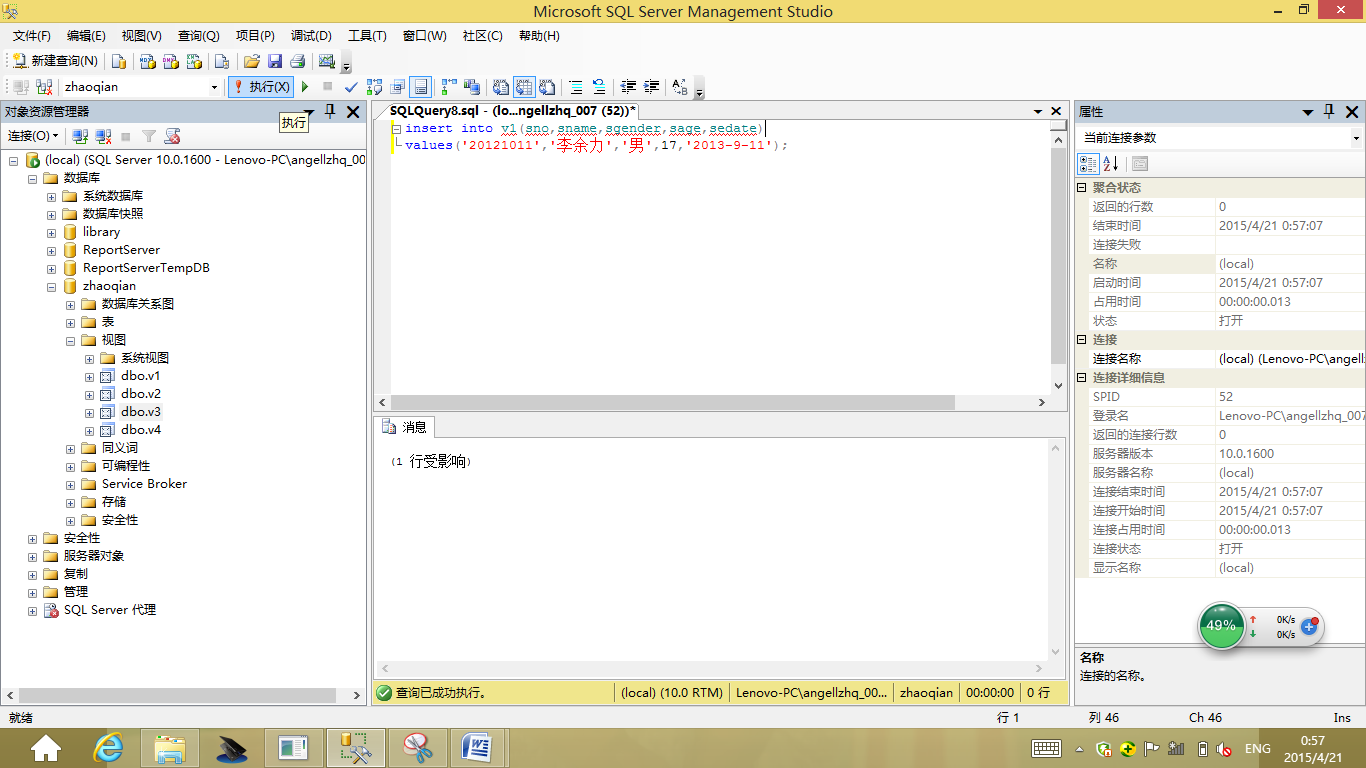 Microsoft SQL Server Management Studio
文件(F) 编辑(E) 视图(V) 查询(Q) 项目(P) 调试(D) 工具(T) 窗口(W) 社区(C) 帮助(H)
新建查询(N)
zhaoqian 执行(X)
对象资源管理器
执行
连接(O)
(local) (SQL Server 10.0.1600 - Lenovo-PC\angellzhq_00
数据库
系统数据库
数据库快照
library
ReportServer
ReportServerTempDB
zhaoqian
数据库关系图
表
视图
系统视图
dbo.v1
dbo.v2
dbo.v3
dbo.v4
同义词
可编程性
Service Broker
存储
安全性
安全性
服务器对象
复制
管理
SQL Server 代理
SQLQuery8.sql - (lo...ngellzhq_007 (52))*
insert into v1(sno,sname,sgender,sage,sedate)
values('20121011','李余力','男',17,'2013-9-11');
消息
(1 行受影响)
查询已成功执行。 (local) (10.0 RTM) Lenovo-PC\angellzhq_00... zhaoqian 00:00:00 0 行
属性
当前连接参数
聚合状态
返回的行数 0
结束时间 2015/4/21 0:57:07
连接失败
名称 (local)
启动时间 2015/4/21 0:57:07
占用时间 00:00:00.013
状态 打开
连接
连接名称 (local) (Lenovo-PC\angell
连接详细信息
SPID 52
登录名 Lenovo-PC\angellzhq_007
返回的连接行数 0
服务器版本 10.0.1600
服务器名称 (local)
连接结束时间 2015/4/21 0:57:07
连接开始时间 2015/4/21 0:57:07
连接占用时间 00:00:00.013
连接状态 打开
显示名称 (local)
49% 0K/s
0K/s
名称
连接的名称。
就绪 行 1 列 46 Ch 46 Ins
ENG 0:57
2015/4/21